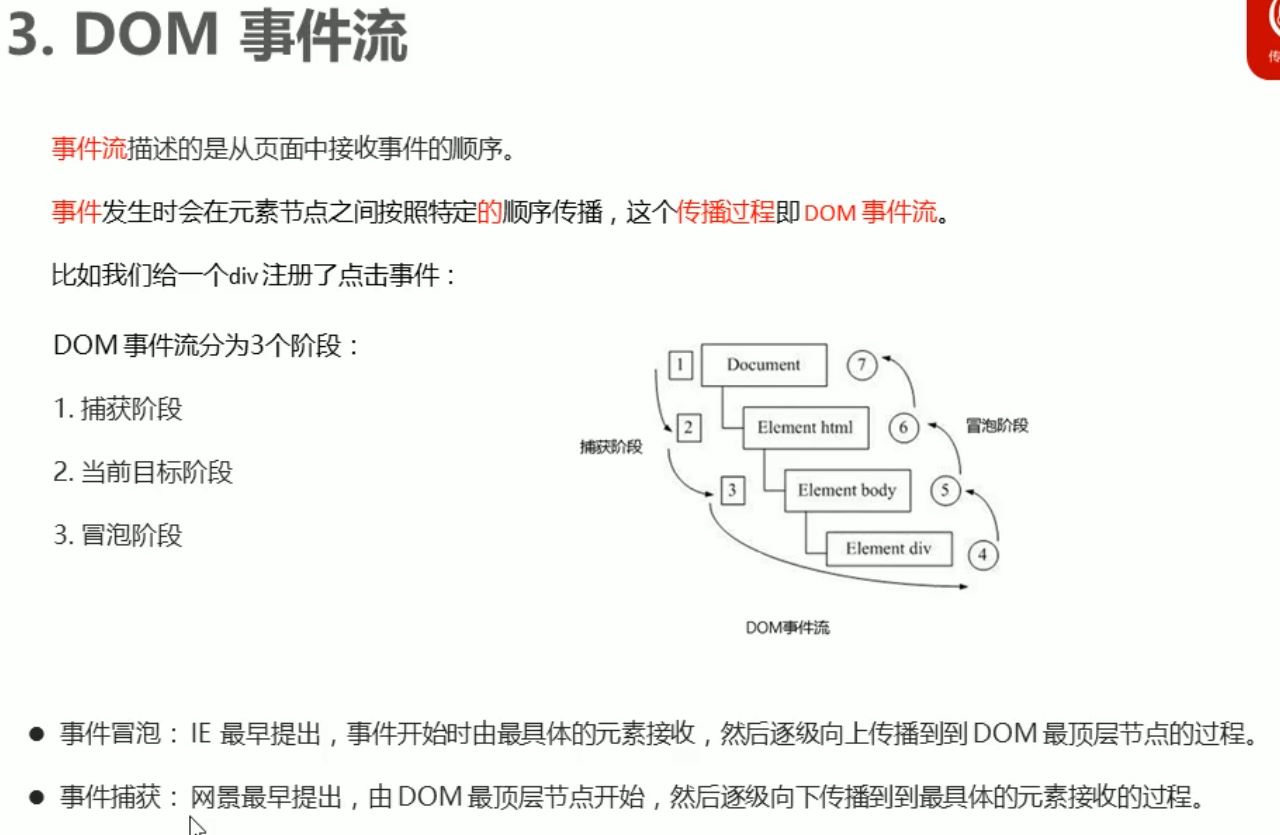 3. DOM 事件流
传
事件流描述的是从页面中接收事件的顺序。
事件发生时会在元素节点之间按照特定的顺序传播，这个传播过程即 DOM 事件流。
比如我们给一个div 注册了点击事件：
DOM 事件流分为3个阶段：
1. 捕获阶段
2. 当前目标阶段
3. 冒泡阶段
1 Document 7
2 Element html 6 冒泡阶段
捕获阶段
3 Element body 5
Element div 4
DOM事件流
● 事件冒泡： IE 最早提出，事件开始时由最具体的元素接收，然后逐级向上传播到到 DOM 最顶层节点的过程。
● 事件捕获： 网景最早提出，由 DOM 最顶层节点开始，然后逐级向下传播到到最具体的元素接收的过程。